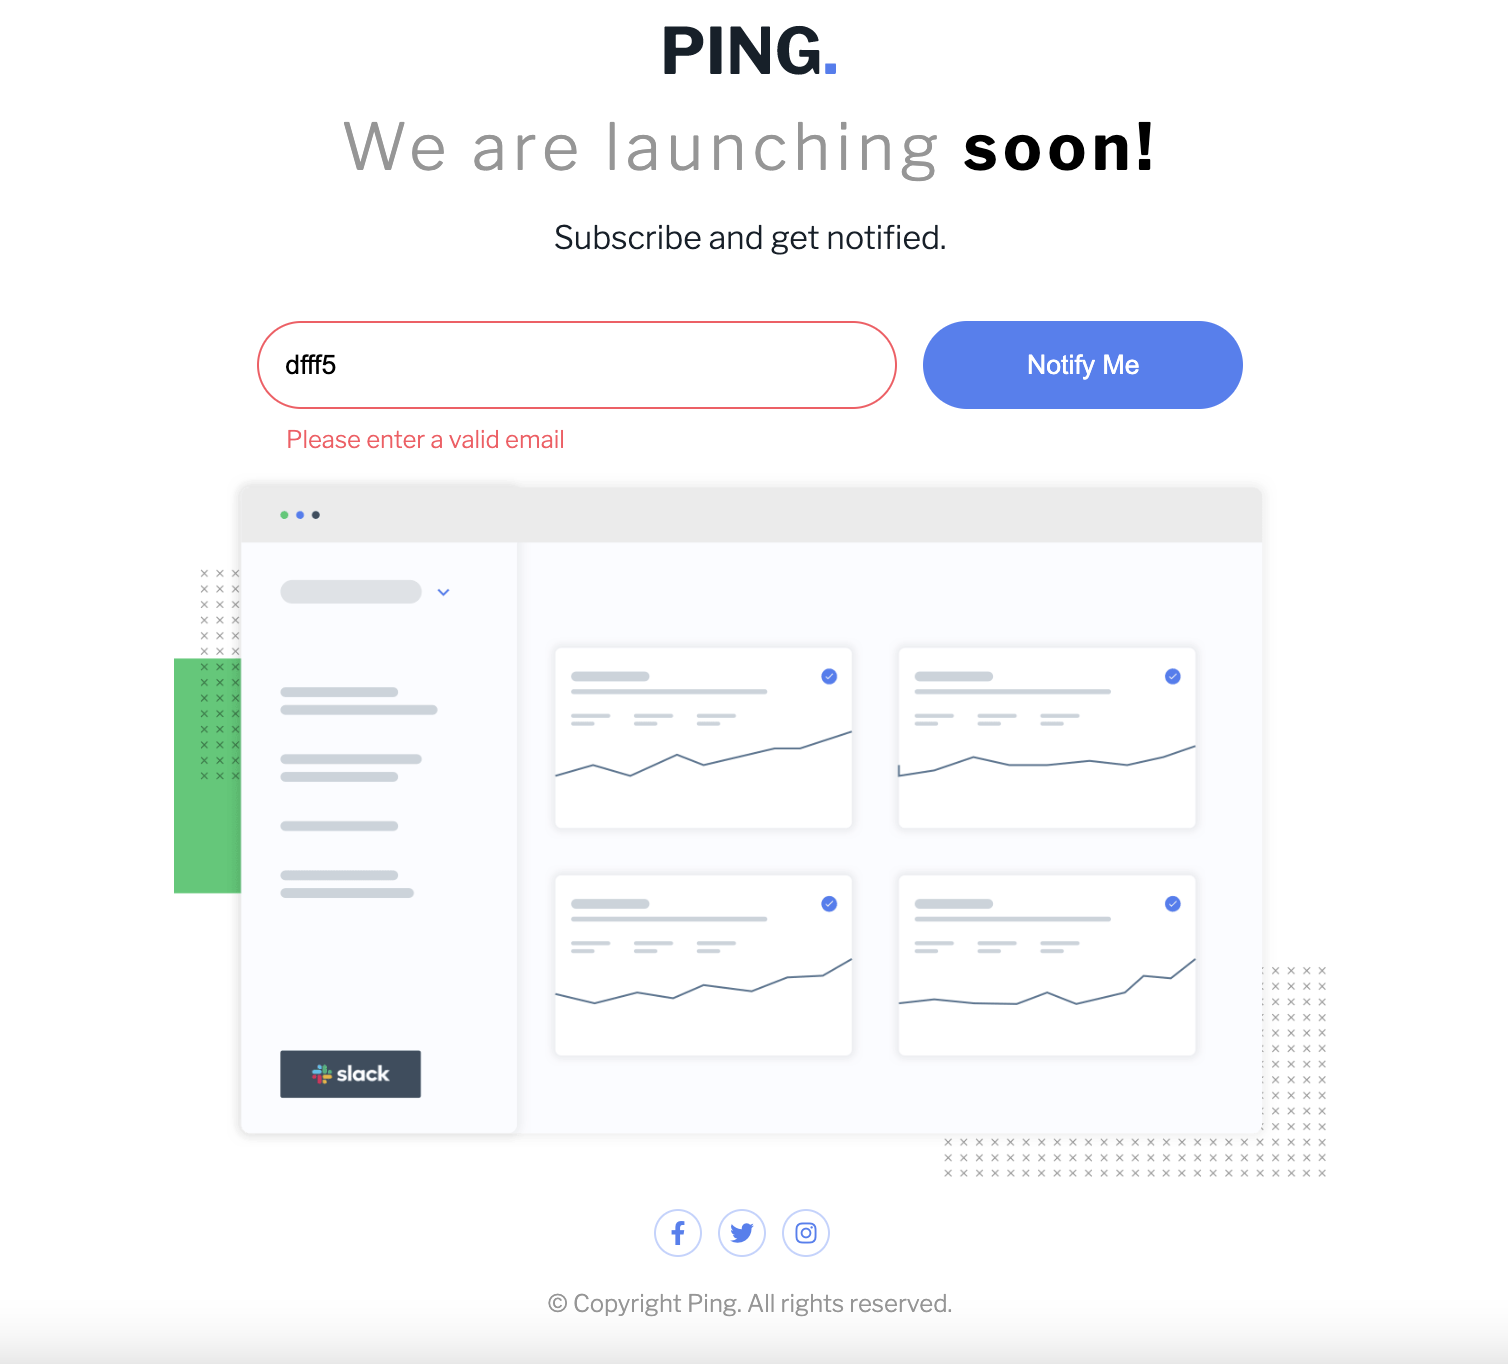 PING.
We are launching soon!
Subscribe and get notified.
dfff5
Notify Me
Please enter a valid email
slack
© Copyright Ping. All rights reserved.